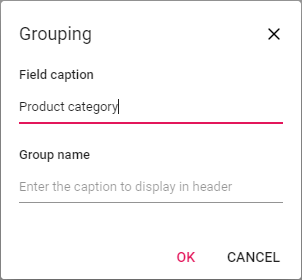 Grouping
Field caption
Product category
Group name
Enter the caption to display in header
OK CANCEL